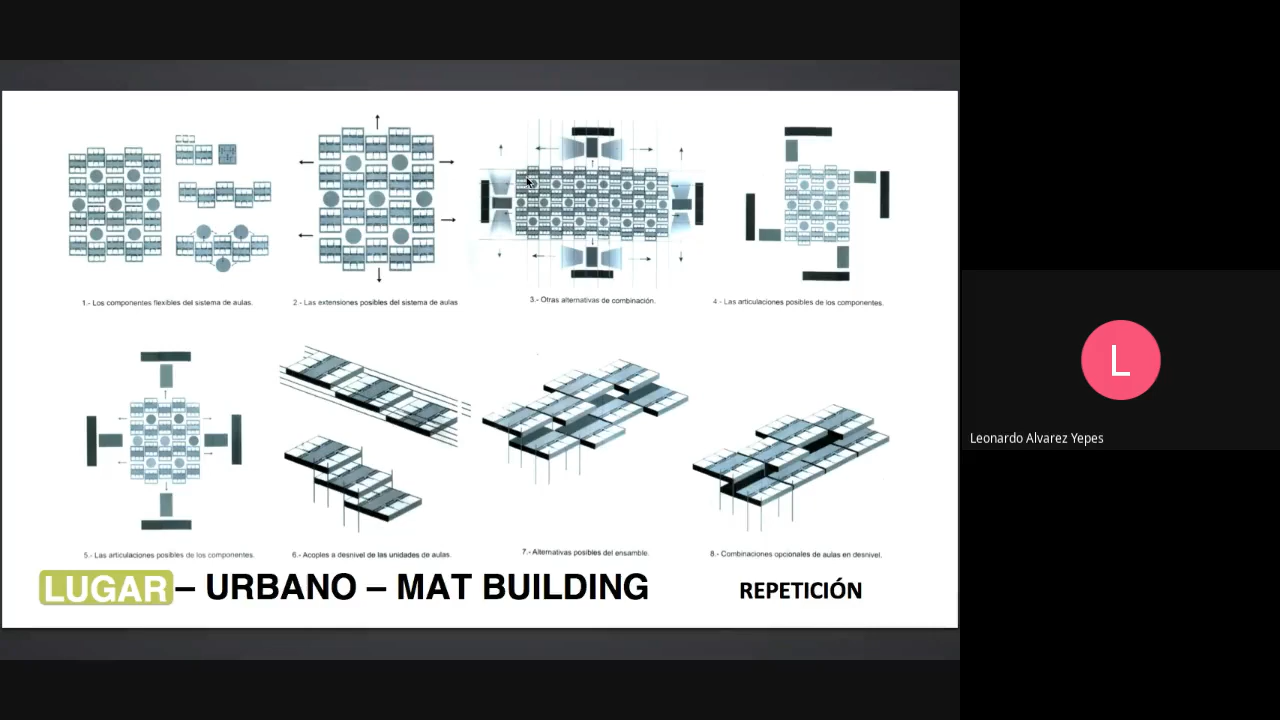 1.- Los componentes flexibles del sistema de aulas.
2 - Las extensiones posibles del sistema de aulas
3.- Otras alternativas de combinación.
4 - Las articulaciones posibles de los componentes.
5.- Las articulaciones posibles de los componentes.
6.- Acoples a desnivel de las unidades de aulas.
7.- Alternativas posibles del ensamble.
8.- Combinaciones opcionales de aulas en desnivel.
LUGAR – URBANO – MAT BUILDING
REPETICIÓN
L
Leonardo Alvarez Yepes